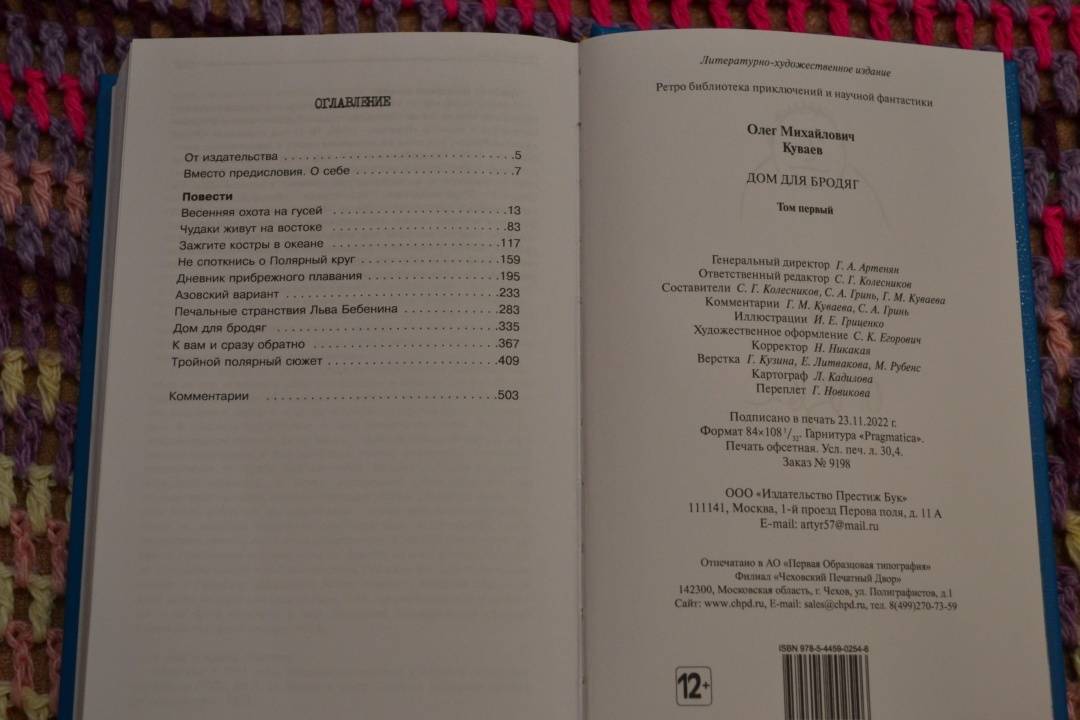 ОГЛАВЛЕНИЕ
От издательства . . . . . . . . . . . . . . . . . . . . . . . . . . . . . .5
Вместо предисловия. О себе . . . . . . . . . . . . . . . . . . . . . .7
Повести
Весенняя охота на гусей . . . . . . . . . . . . . . . . . . . . . . . .13
Чудаки живут на востоке . . . . . . . . . . . . . . . . . . . . . . . .83
Зажгите костры в океане . . . . . . . . . . . . . . . . . . . . . . .117
Не споткнись о Полярный круг . . . . . . . . . . . . . . . . . . .159
Дневник прибрежного плавания . . . . . . . . . . . . . . . . . .195
Азовский вариант . . . . . . . . . . . . . . . . . . . . . . . . . . . .233
Печальные странствия Льва Бебенина . . . . . . . . . . . . .283
Дом для бродяг . . . . . . . . . . . . . . . . . . . . . . . . . . . . .335
К вам и сразу обратно . . . . . . . . . . . . . . . . . . . . . . . . .367
Тройной полярный сюжет . . . . . . . . . . . . . . . . . . . . . . .409
Комментарии . . . . . . . . . . . . . . . . . . . . . . . . . . . . . .503
Литературно-художественное издание
Ретро библиотека приключений и научной фантастики
Олег Михайлович
Куваев
ДОМ ДЛЯ БРОДЯГ
Том первый
Генеральный директор Г. А. Артенян
Ответственный редактор С. Г. Колесников
Составители С. Г. Колесников, С. А. Гринь, Г. М. Куваева
Комментарии Г. М. Куваева, С. А. Гринь
Иллюстрации И. Е. Гриценко
Художественное оформление С. К. Егорович
Корректор Н. Никакая
Верстка Г. Кузина, Е. Литвакова, М. Рубенс
Картограф Л. Кадилова
Переплет Г. Новикова
Подписано в печать 23.11.2022 г.
Формат 84×108 1/32. Гарнитура «Pragmatica».
Печать офсетная. Усл. печ. л. 30,4.
Заказ № 9198
ООО «Издательство Престиж Бук»
111141, Москва, 1-й проезд Перова поля, д. 11 А
E-mail: artyr57@mail.ru
Отпечатано в АО «Первая Образцовая типография»
Филиал «Чеховский Печатный Двор»
142300, Московская область, г. Чехов, ул. Полиграфистов, д.1
Сайт: www.chpd.ru, E-mail: sales@chpd.ru, тел. 8(499)270-73-59
ISBN 978-5-4459-0254-6
12+